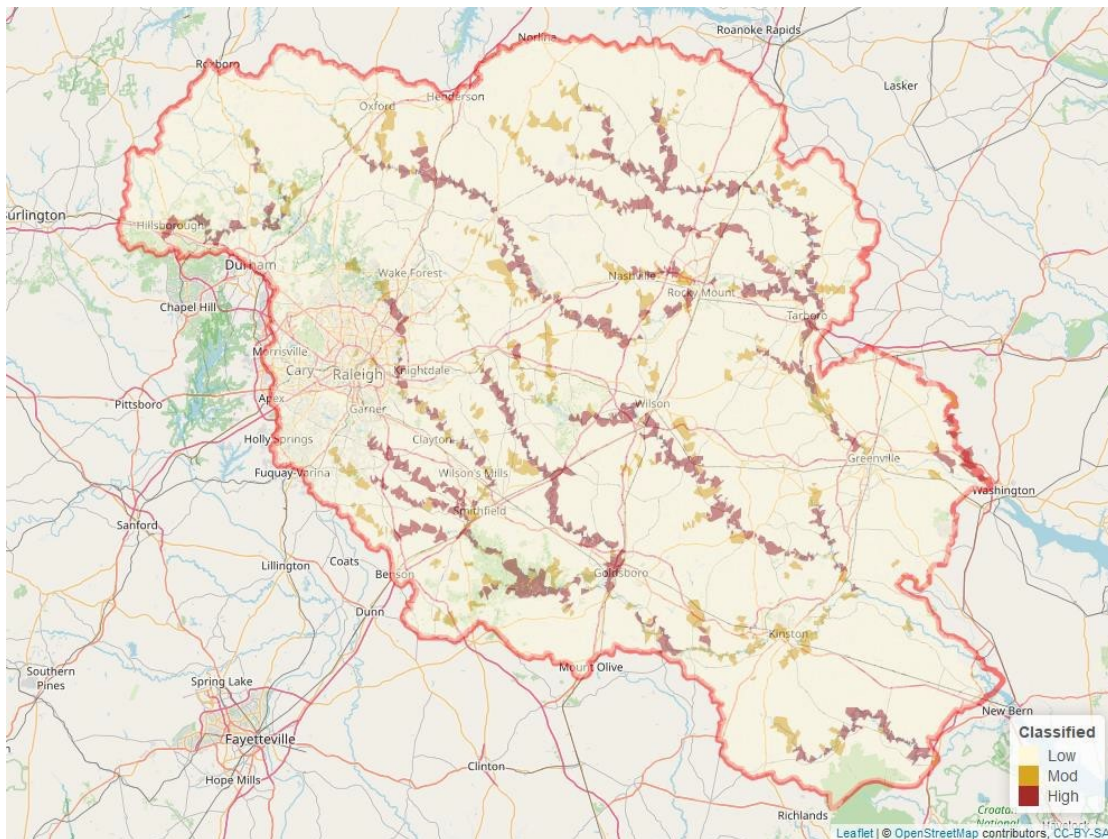 Roanoke Rapids
Norlina
Roxboro
Lasker
Henderson
Oxford
Burlington
Hillsborough
Durham
Wake Forest
Nashville
Rocky Mount
Chapel Hill
Tarboro
Morrisville
Cary
Raleigh
Knightdale
Pittsboro
Apex
Garner
Wilson
Holly Springs
Clayton
Greenville
Fuquay-Varina
Wilson's Mills
Washington
Smithfield
Sanford
Lillington
Coats
Benson
Goldsboro
Dunn
Kinston
Mount Olive
Southern
Pines
Spring Lake
New Bern
Fayetteville
Clinton
Hope Mills
Richlands
Classified
Low
Mod
High
Croatan
National
Leaflet | © OpenStreetMap contributors, CC-BY-SA